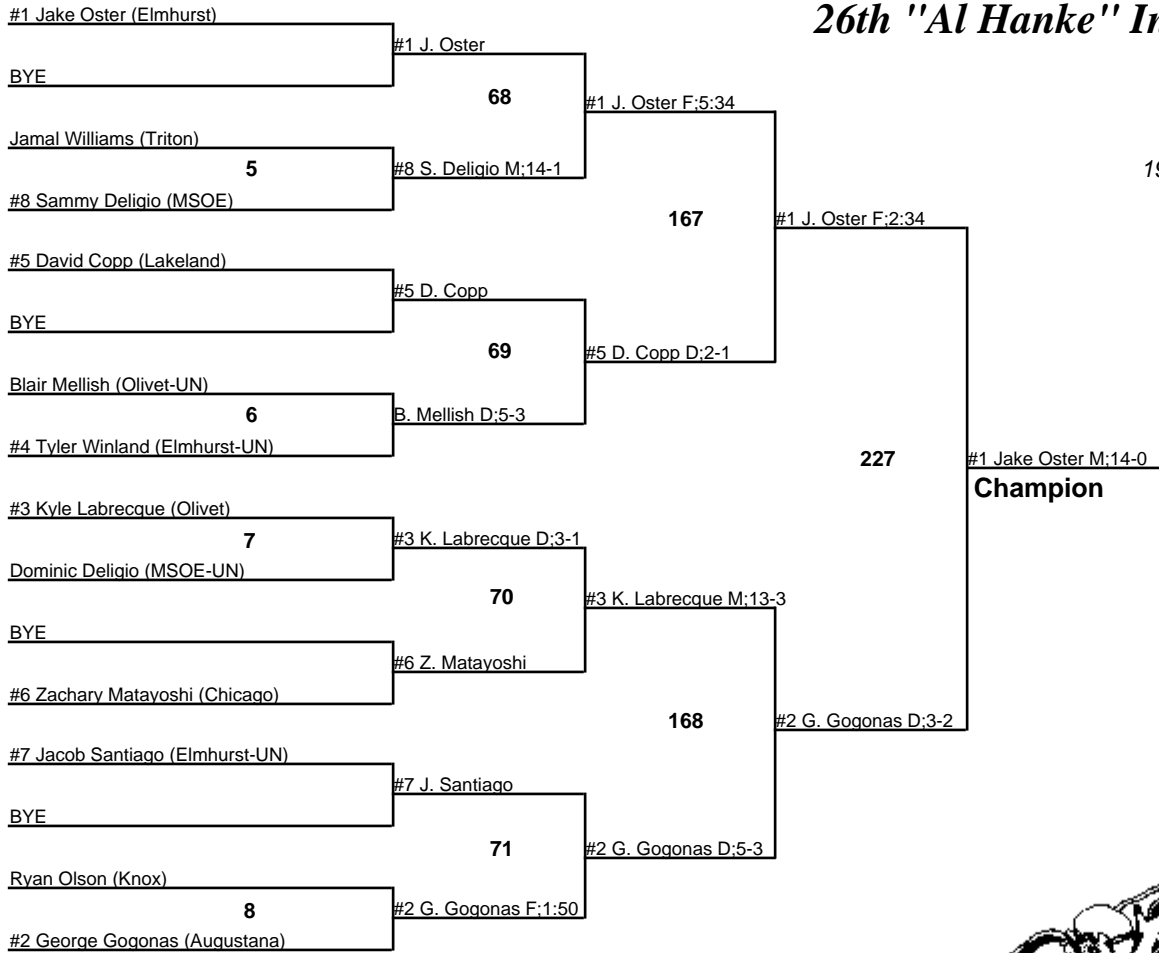 26th "Al Hanke" In
19
#1 Jake Oster (Elmhurst)
BYE
Jamal Williams (Triton)
5
#8 Sammy Deligio (MSOE)
#5 David Copp (Lakeland)
BYE
Blair Mellish (Olivet-UN)
6
#4 Tyler Winland (Elmhurst-UN)
#3 Kyle Labrecque (Olivet)
7
Dominic Deligio (MSOE-UN)
BYE
#6 Zachary Matayoshi (Chicago)
#7 Jacob Santiago (Elmhurst-UN)
BYE
Ryan Olson (Knox)
8
#2 George Gogonas (Augustana)
#1 J. Oster
68
#8 S. Deligio M;14-1
#5 D. Copp
69
B. Mellish D;5-3
#3 K. Labrecque D;3-1
70
#6 Z. Matayoshi
#7 J. Santiago
71
#2 G. Gogonas F;1:50
#1 J. Oster F;5:34
167
#5 D. Copp D;2-1
#3 K. Labrecque M;13-3
168
#2 G. Gogonas D;5-3
#1 J. Oster F;2:34
227
#2 G. Gogonas D;3-2
#1 Jake Oster M;14-0
Champion